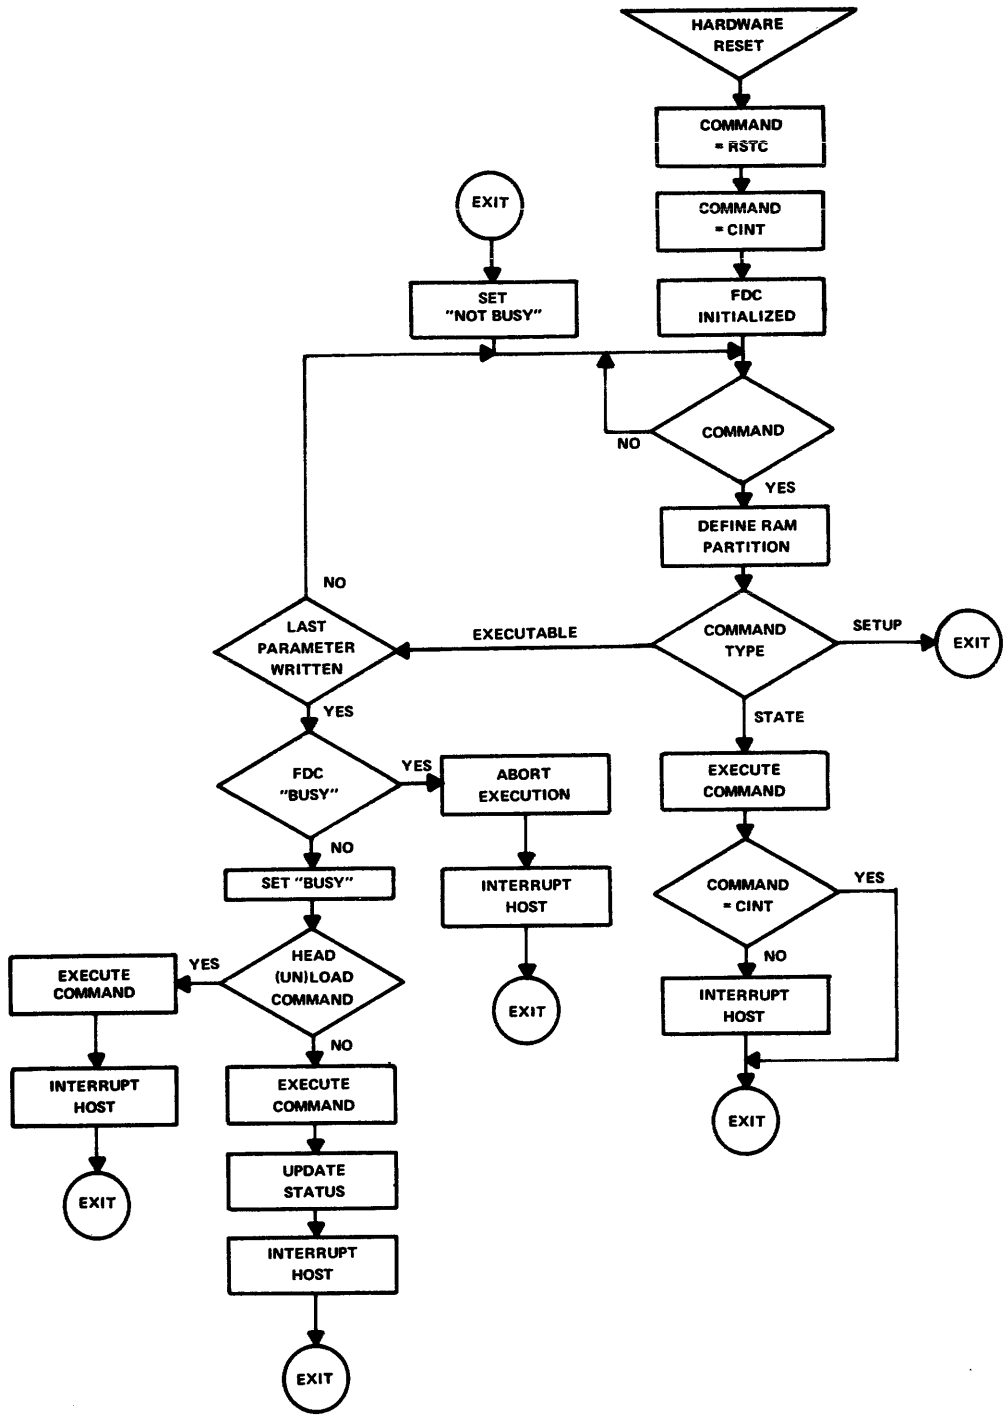 HARDWARE
RESET
COMMAND
= RSTC
EXIT
COMMAND
= CINT
SET
"NOT BUSY"
FDC
INITIALIZED
COMMAND
NO
YES
DEFINE RAM
PARTITION
NO
LAST
PARAMETER
WRITTEN
EXECUTABLE
COMMAND
TYPE
SETUP
EXIT
YES
STATE
FDC
"BUSY"
YES
ABORT
EXECUTION
EXECUTE
COMMAND
NO
SET "BUSY"
INTERRUPT
HOST
COMMAND
= CINT
YES
NO
HEAD
(UN)LOAD
COMMAND
YES
EXECUTE
COMMAND
EXIT
INTERRUPT
HOST
NO
INTERRUPT
HOST
EXECUTE
COMMAND
EXIT
UPDATE
STATUS
EXIT
INTERRUPT
HOST
EXIT